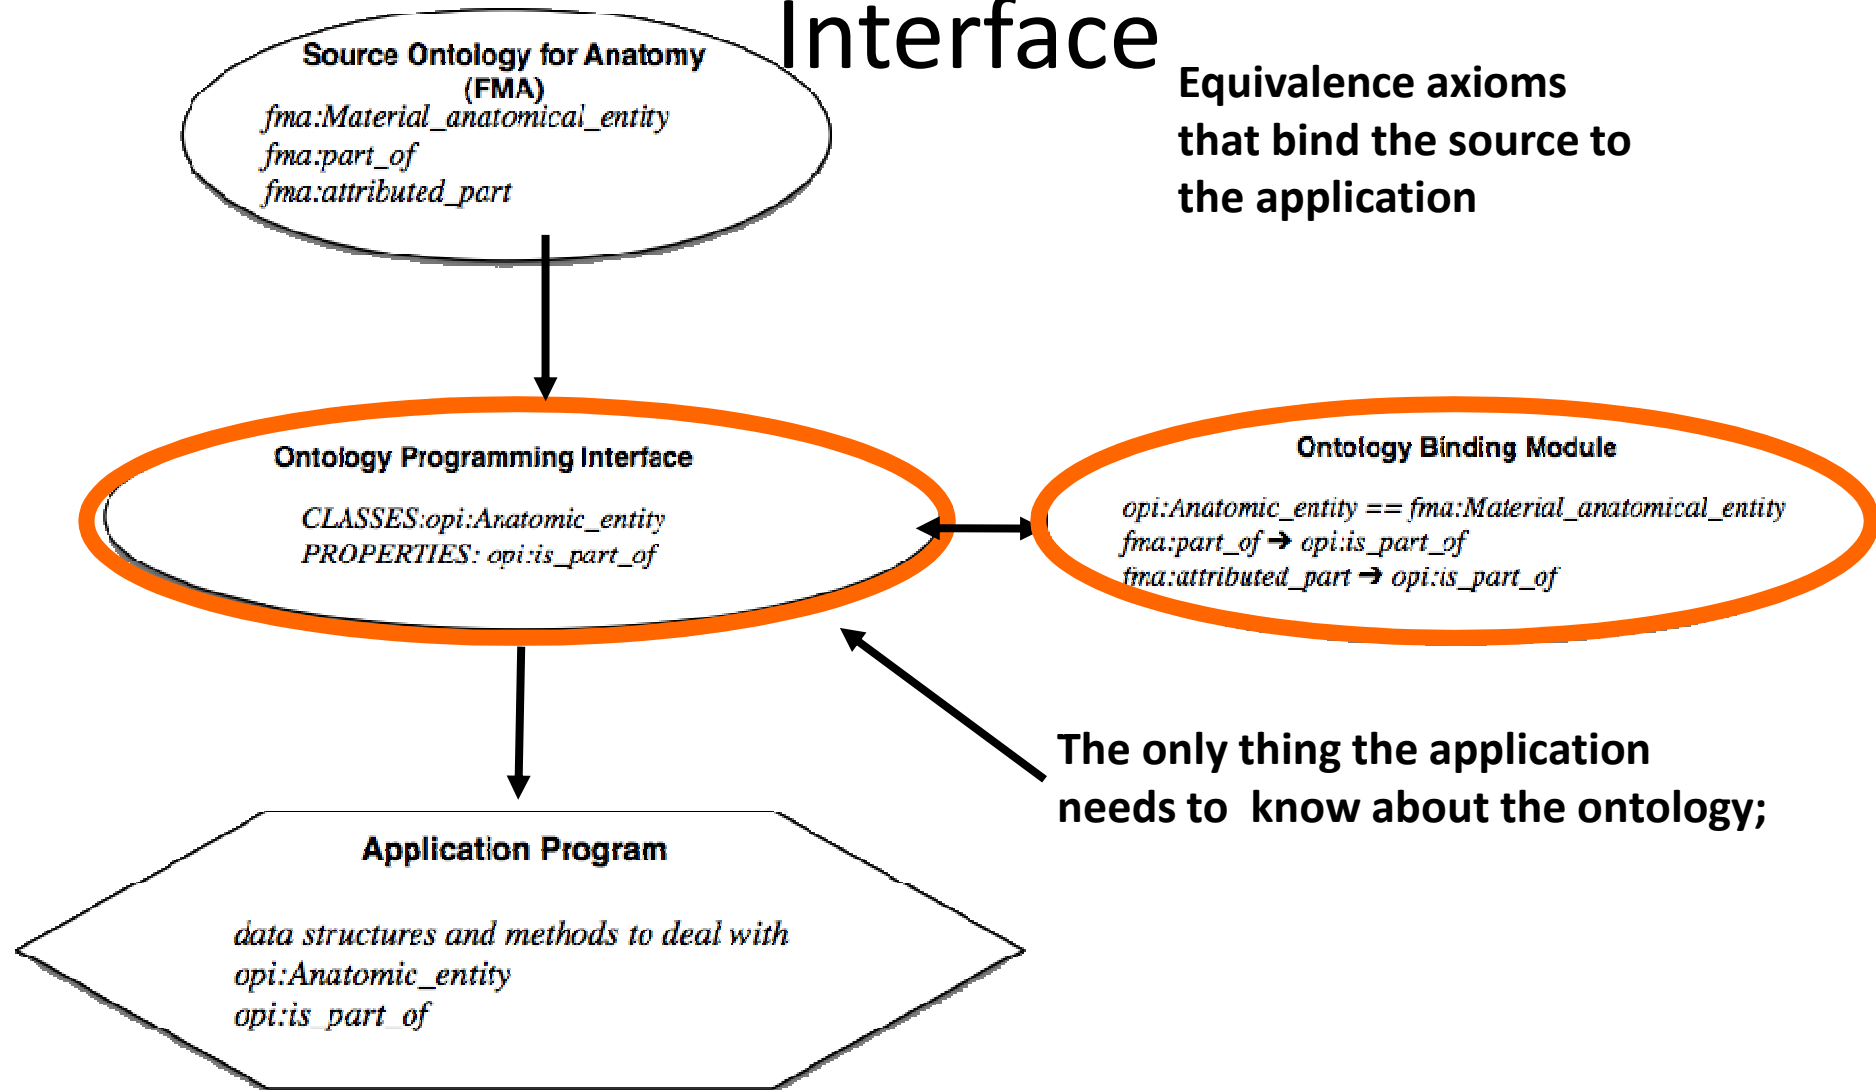 Interface
Source Ontology for Anatomy
(FMA)
fma:Material_anatomical_entity
fma:part_of
fma:attributed_part
Equivalence axioms
that bind the source to
the application
Ontology Programming Interface
CLASSES:opi:Anatomic_entity
PROPERTIES: opi:is_part_of
Ontology Binding Module
opi:Anatomic_entity == fma:Material_anatomical_entity
fma:part_of ➔ opi:is_part_of
fma:attributed_part ➔ opi:is_part_of
The only thing the application
needs to know about the ontology;
Application Program
data structures and methods to deal with
opi:Anatomic_entity
opi:is_part_of